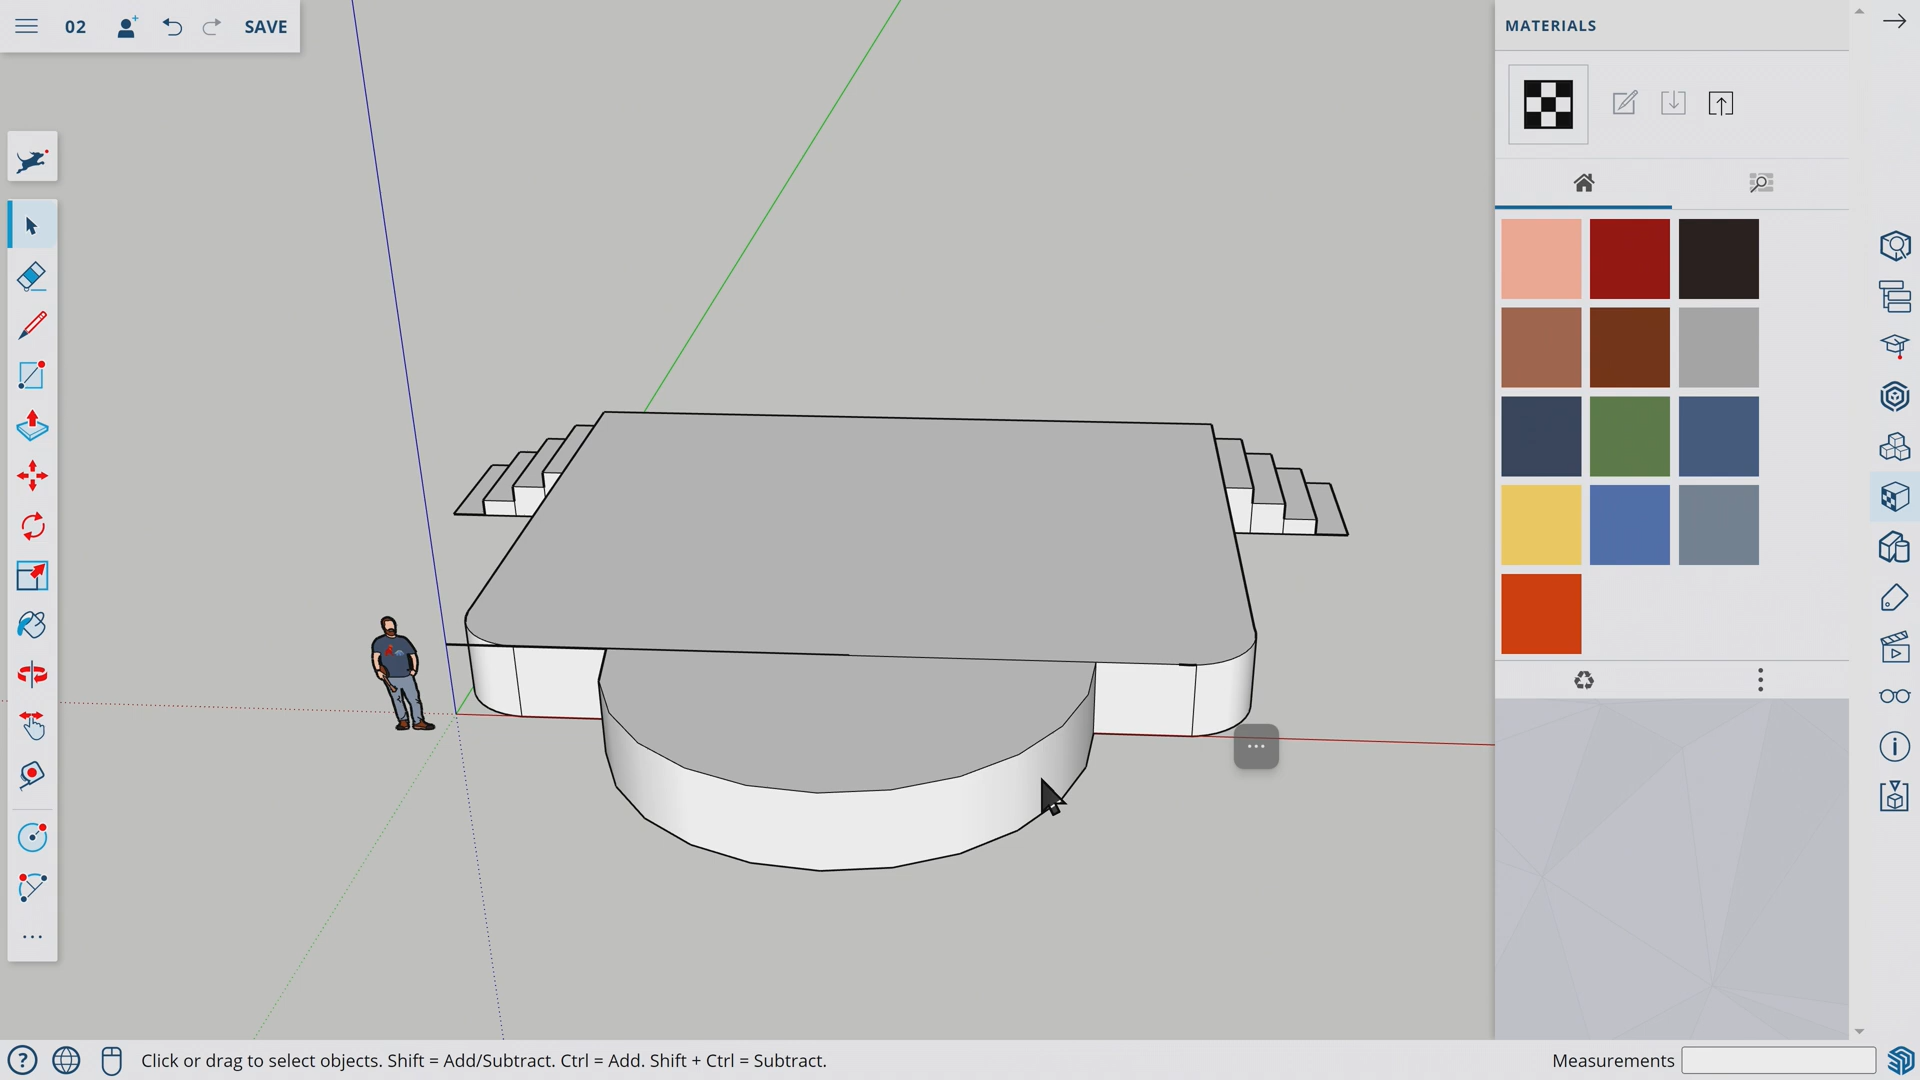 02
SAVE
MATERIALS
Click or drag to select objects. Shift = Add/Subtract. Ctrl = Add. Shift + Ctrl = Subtract.
Measurements